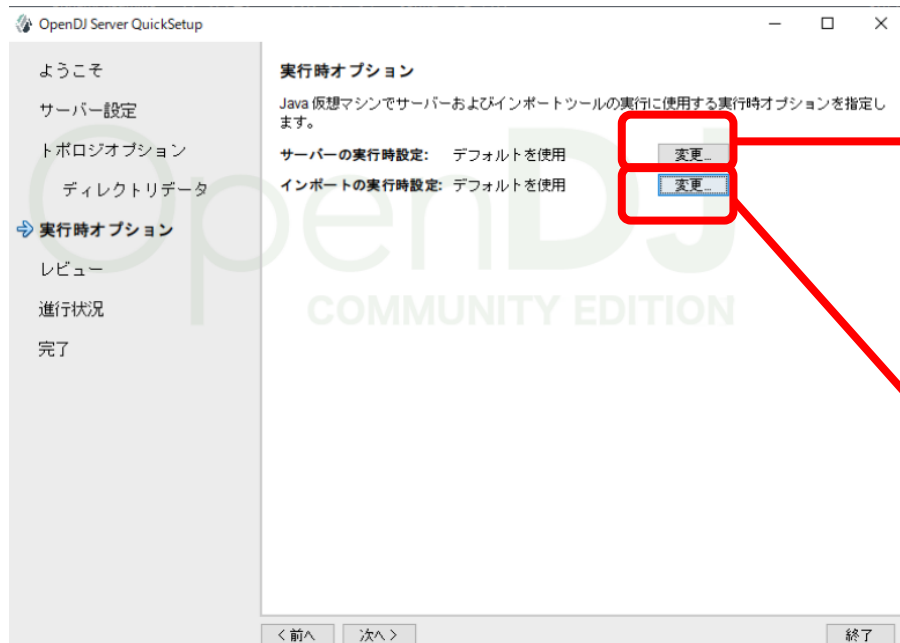 OpenDJ Server QuickSetup
ようこそ
サーバー設定
トポロジオプション
ディレクトリデータ
実行時オプション
レビュー
進行状況
完了
実行時オプション
Java 仮想マシンでサーバーおよびインポートツールの実行に使用する実行時オプションを指定し
ます。
サーバーの実行時設定: デフォルトを使用 変更...
インポートの実行時設定: デフォルトを使用 変更...
OpenDJ
COMMUNITY EDITION
< 前へ 次へ > 終了